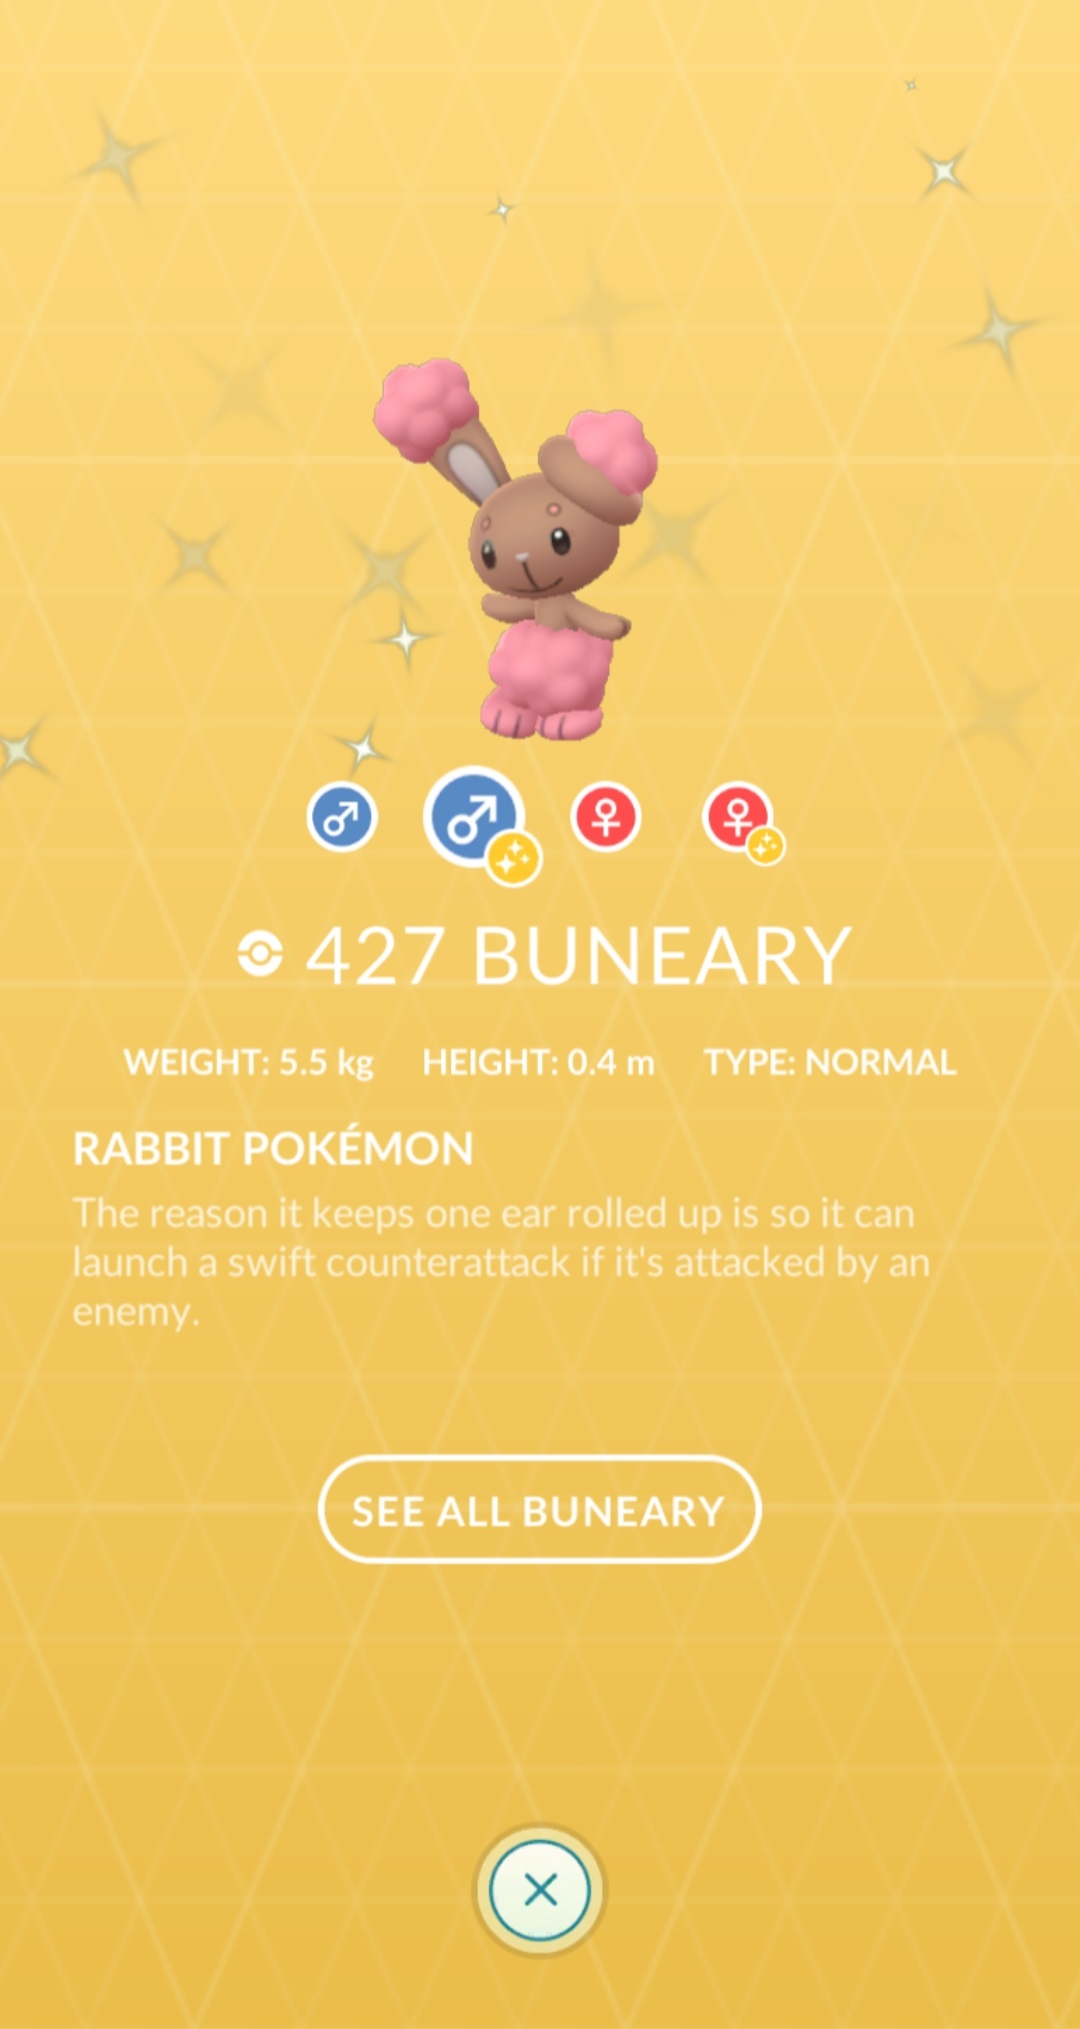 427 BUNEARY
WEIGHT: 5.5 kg HEIGHT: 0.4 m TYPE: NORMAL
RABBIT POKÉMON
The reason it keeps one ear rolled up is so it can
launch a swift counterattack if it's attacked by an
enemy.
SEE ALL BUNEARY